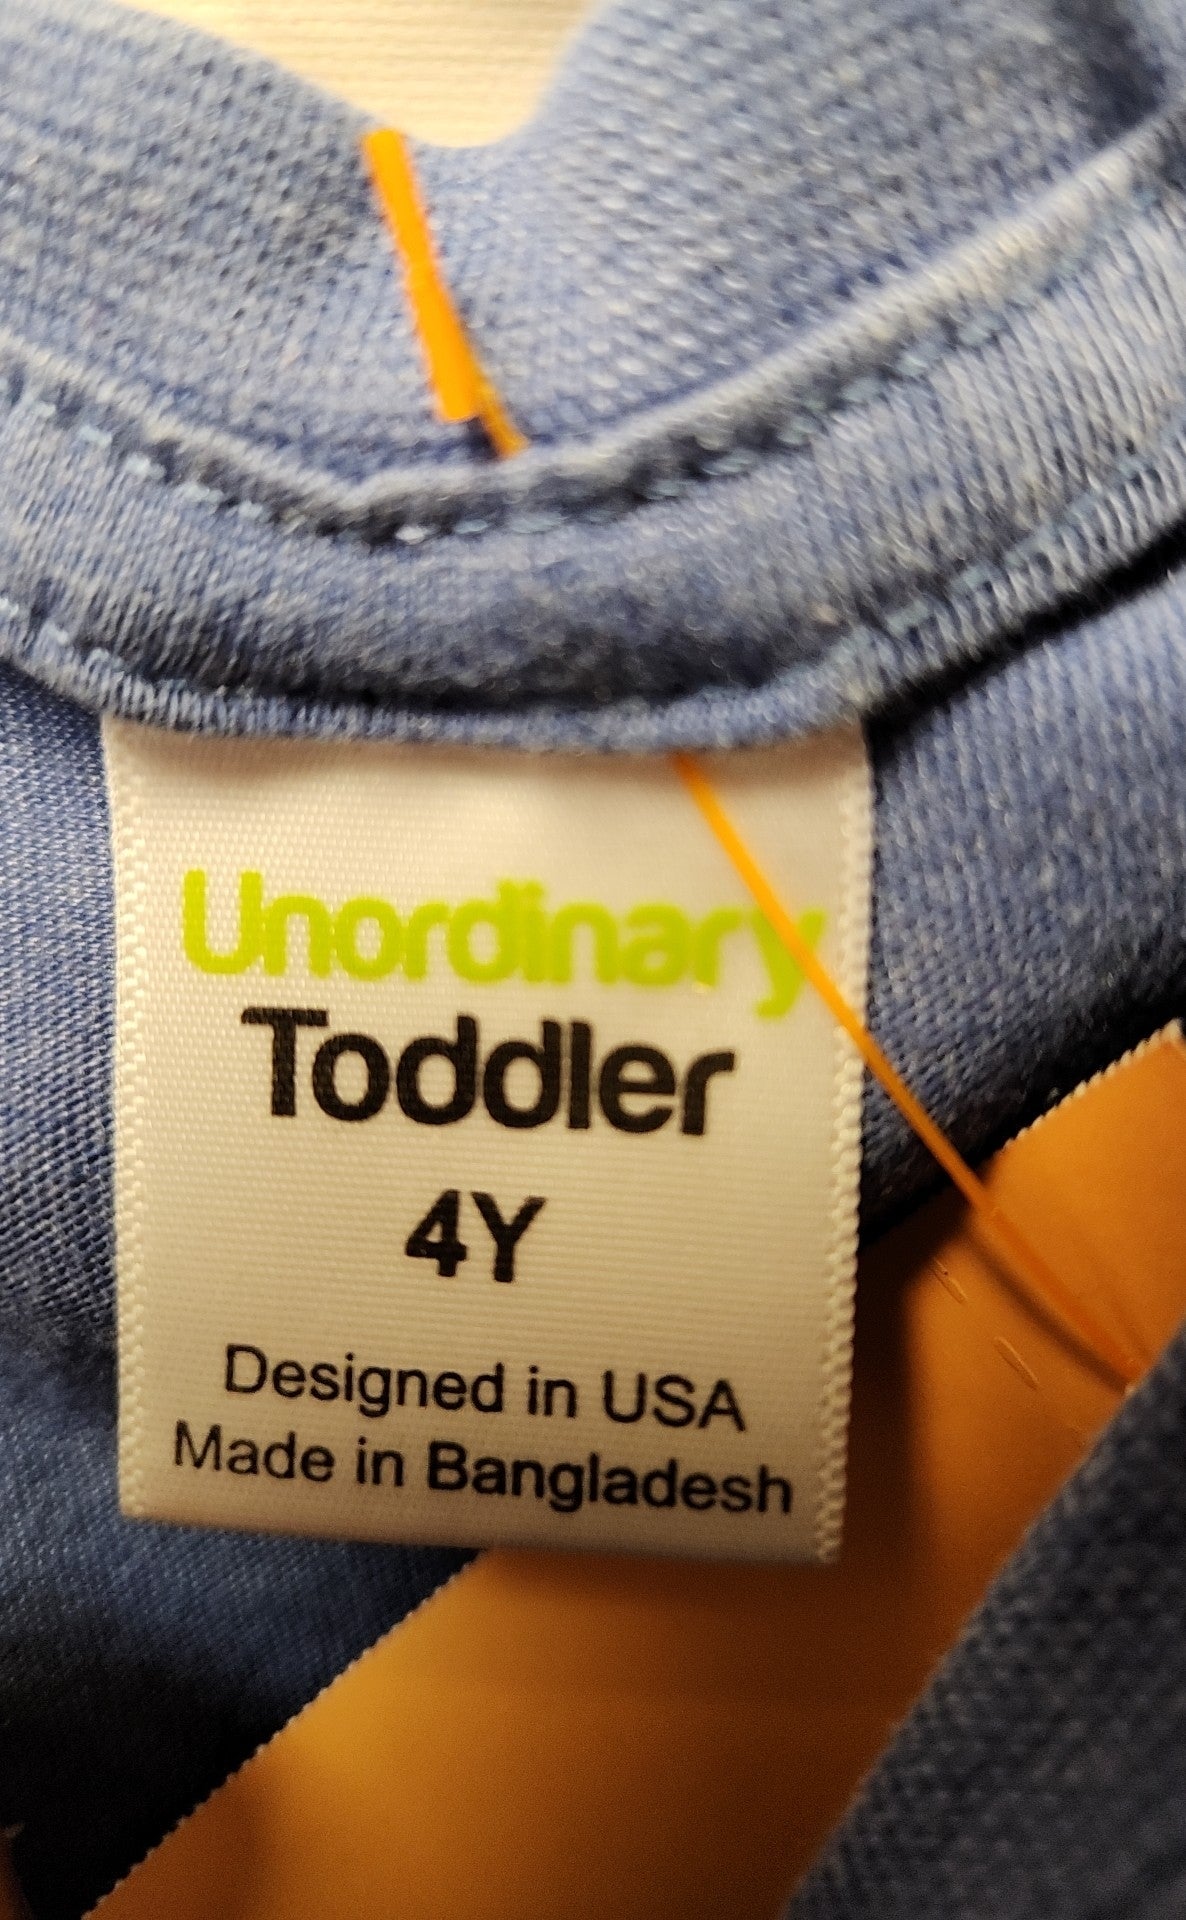 Unordinary
Toddler
4Y
Designed in USA
Made in Bangladesh